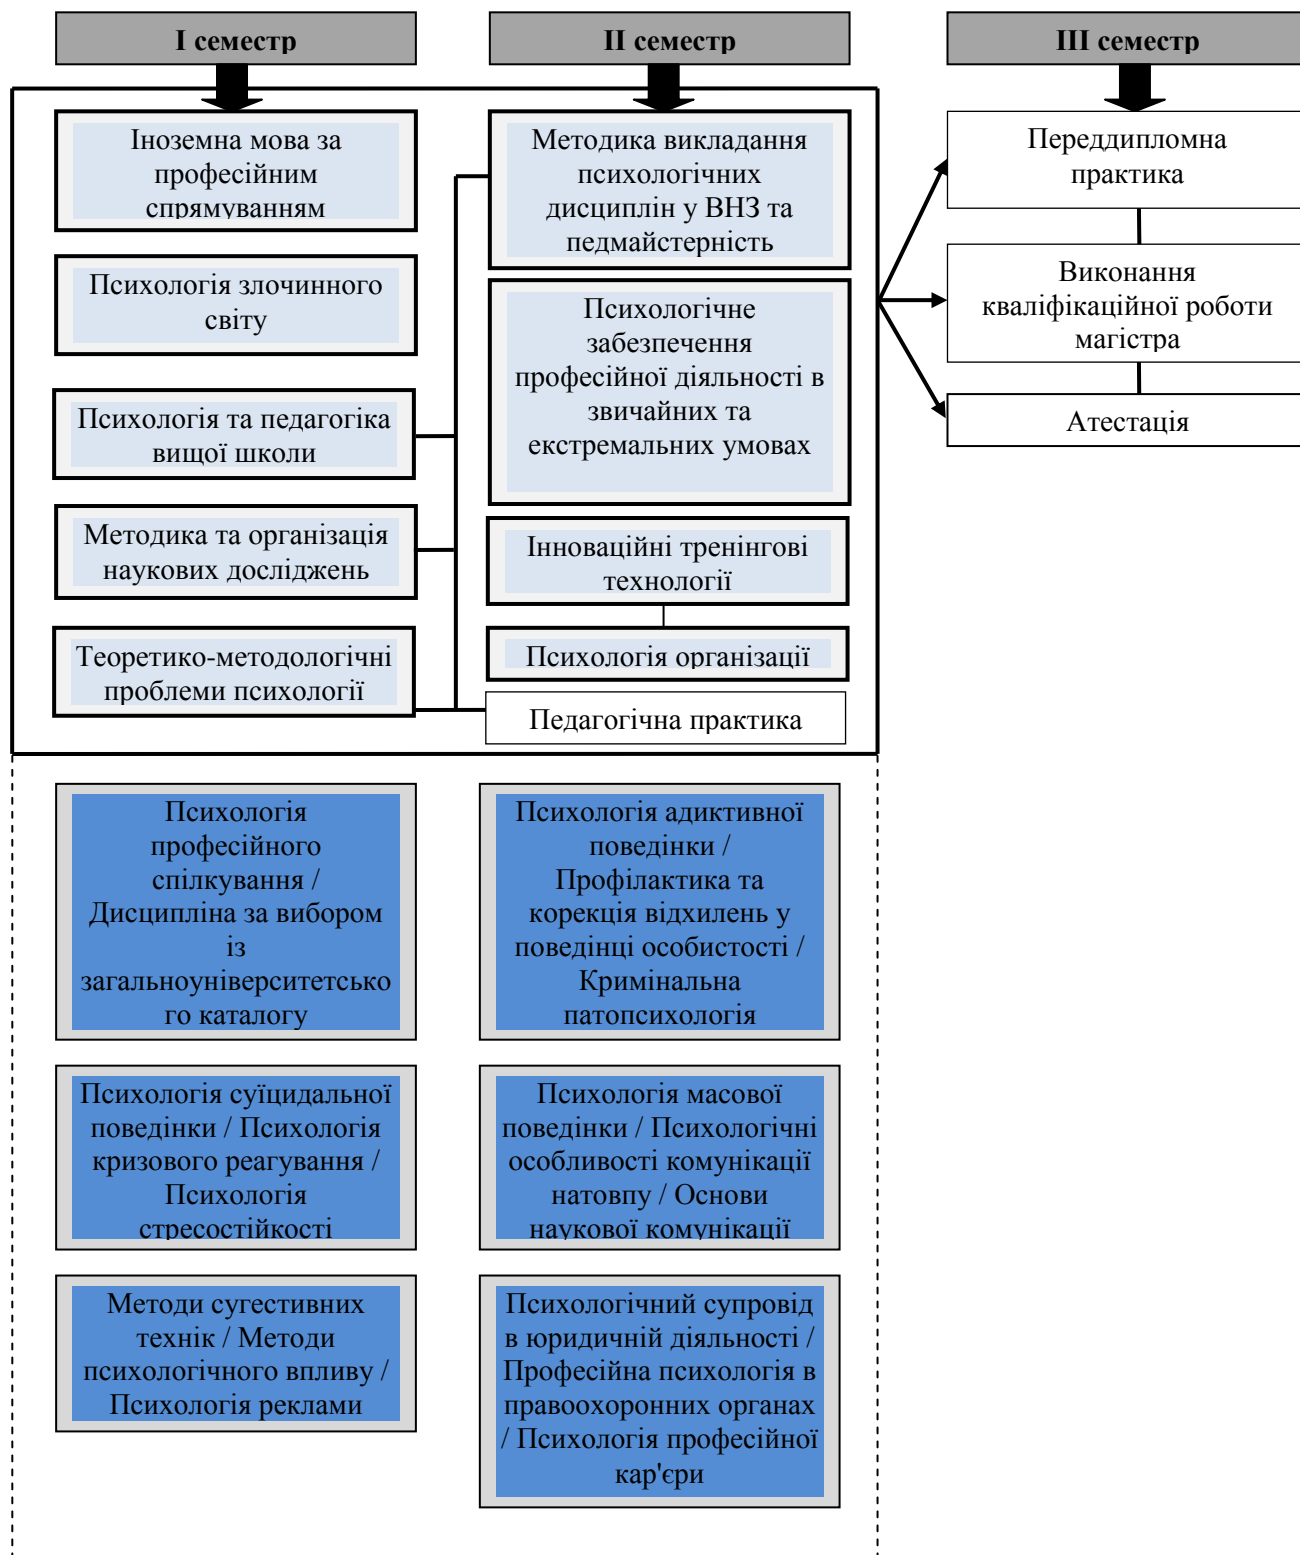 I семестр
II семестр
III семестр
Іноземна мова за
професійним
спрямуванням
Психологія злочинного
світу
Психологія та педагогіка
вищої школи
Методика та організація
наукових досліджень
Теоретико-методологічні
проблеми психології
Методика викладання
психологічних
дисциплін у ВНЗ та
педмайстерність
Психологічне
забезпечення
професійної діяльності в
звичайних та
екстремальних умовах
Інноваційні тренінгові
технології
Психологія організації
Педагогічна практика
Переддипломна
практика
Виконання
кваліфікаційної роботи
магістра
Атестація
Психологія
професійного
спілкування /
Дисципліна за вибором
із
загальноуніверситетсько
го каталогу
Психологія суїцидальної
поведінки / Психологія
кризового реагування /
Психологія
стресостійкості
Методи сугестивних
технік / Методи
психологічного впливу /
Психологія реклами
Психологія адиктивної
поведінки /
Профілактика та
корекція відхилень у
поведінці особистості /
Кримінальна
патопсихологія
Психологія масової
поведінки / Психологічні
особливості комунікації
натовпу / Основи
наукової комунікації
Психологічний супровід
в юридичній діяльності /
Професійна психологія в
правоохоронних органах
/ Психологія професійної
кар'єри